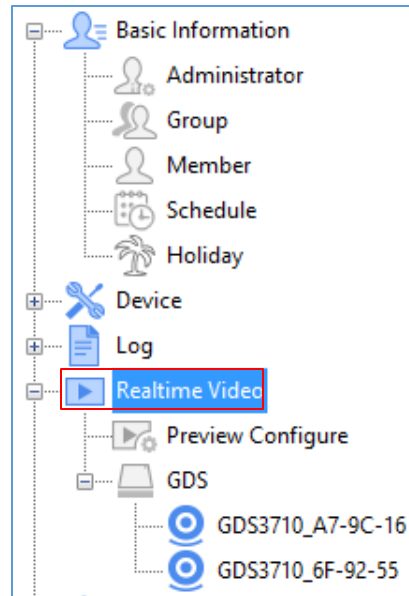 Basic Information
Administrator
Group
Member
Schedule
Holiday
Device
Log
Realtime Video
Preview Configure
GDS
GDS3710_A7-9C-16
GDS3710_6F-92-55